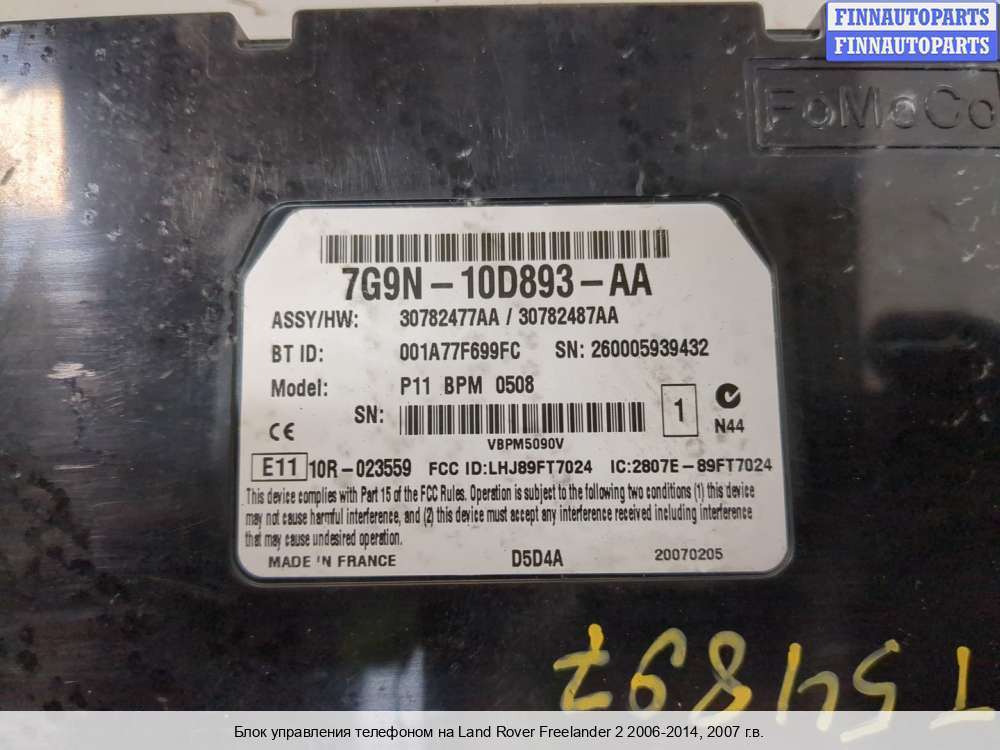 FINNAUTOPARTS
FINNAUTOPARTS
FoMoCo
7G9N-10D893-AA
ASSY/HW: 30782477AA / 30782487AA
BT ID: 001A77F699FC SN: 260005939432
Model: P11 BPM 0508
SN:
VBPM5090V
1
N44
CE
E11 10R-023559 FCC ID:LHJ89FT7024 IC:2807E-89FT7024
This device complies with Part 15 of the FCC Rules. Operation is subject to the following two conditions (1) this device
may not cause harmful interference, and (2) this device must accept any interference received including interference
that may cause undesired operation.
MADE IN FRANCE D5D4A 20070205
T 54897
Блок управления телефоном на Land Rover Freelander 2 2006-2014, 2007 г.в.